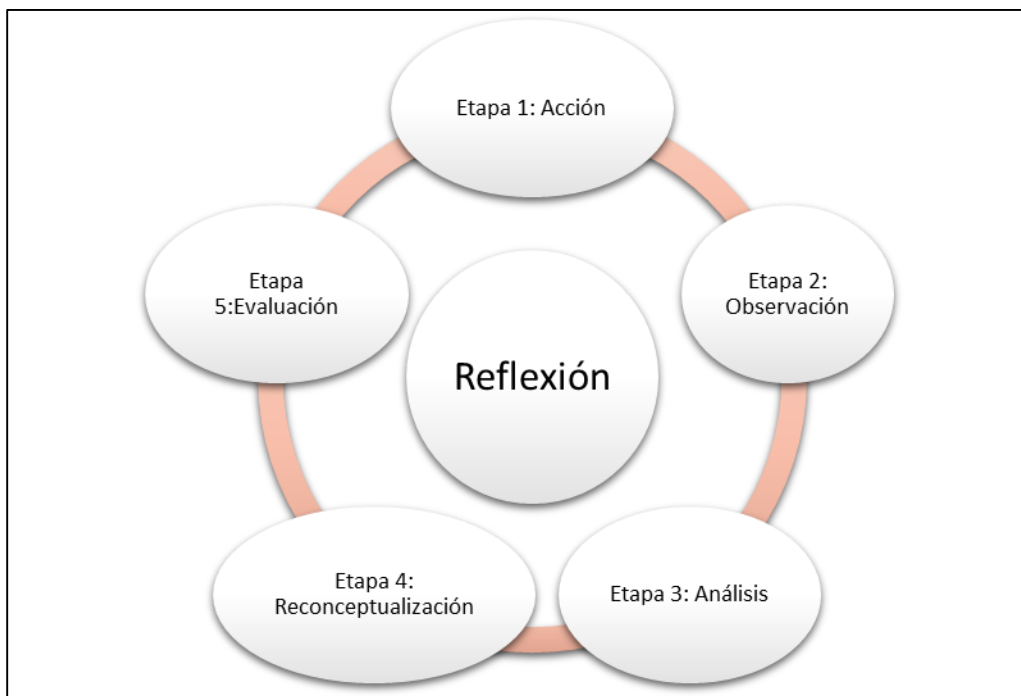 Etapa 1: Acción
Etapa 2:
Observación
Etapa 3: Análisis
Etapa 4:
Reconceptualización
Etapa
5:Evaluación
Reflexión